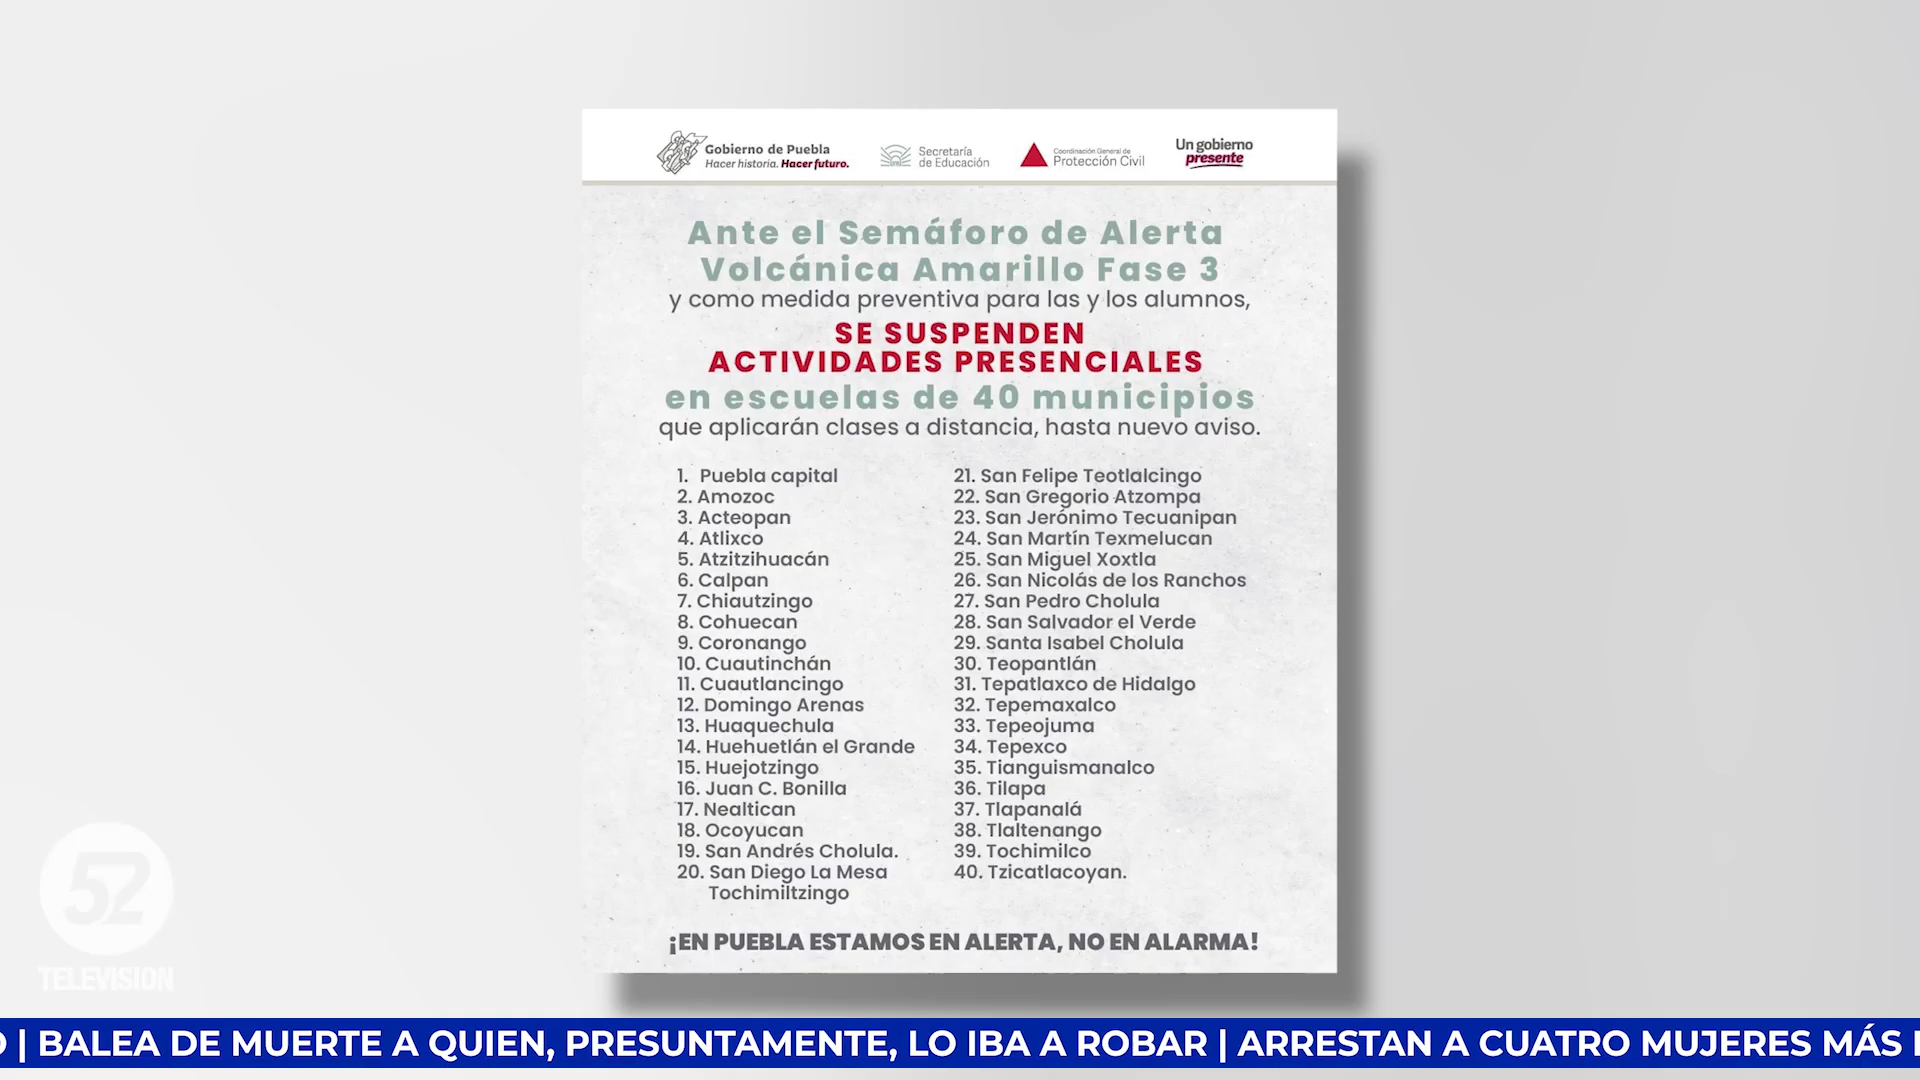 Gobierno de Puebla
Hacer historia. Hacer futuro.
Secretaría
de Educación
Coordinación General de
Protección Civil
Un gobierno
presente
Ante el Semáforo de Alerta
Volcánica Amarillo Fase 3
y como medida preventiva para las y los alumnos,
SE SUSPENDEN
ACTIVIDADES PRESENCIALES
en escuelas de 40 municipios
que aplicarán clases a distancia, hasta nuevo aviso.
1. Puebla capital
2. Amozoc
3. Acteopan
4. Atlixco
5. Atzitzihuacán
6. Calpan
7. Chiautzingo
8. Cohuecan
9. Coronango
10. Cuautinchán
11. Cuautlancingo
12. Domingo Arenas
13. Huaquechula
14. Huehuetlán el Grande
15. Huejotzingo
16. Juan C. Bonilla
17. Nealtican
18. Ocoyucan
19. San Andrés Cholula.
20. San Diego La Mesa
Tochimiltzingo
21. San Felipe Teotlalcingo
22. San Gregorio Atzompa
23. San Jerónimo Tecuanipan
24. San Martín Texmelucan
25. San Miguel Xoxtla
26. San Nicolás de los Ranchos
27. San Pedro Cholula
28. San Salvador el Verde
29. Santa Isabel Cholula
30. Teopantlán
31. Tepatlaxco de Hidalgo
32. Tepemaxalco
33. Tepeojuma
34. Tepexco
35. Tianguismanalco
36. Tilapa
37. Tlapanalá
38. Tlaltenango
39. Tochimilco
40. Tzicatlacoyan.
¡EN PUEBLA ESTAMOS EN ALERTA, NO EN ALARMA!
52
TELEVISION
| BALEA DE MUERTE A QUIEN, PRESUNTAMENTE, LO IBA A ROBAR | ARRESTAN A CUATRO MUJERES MÁS